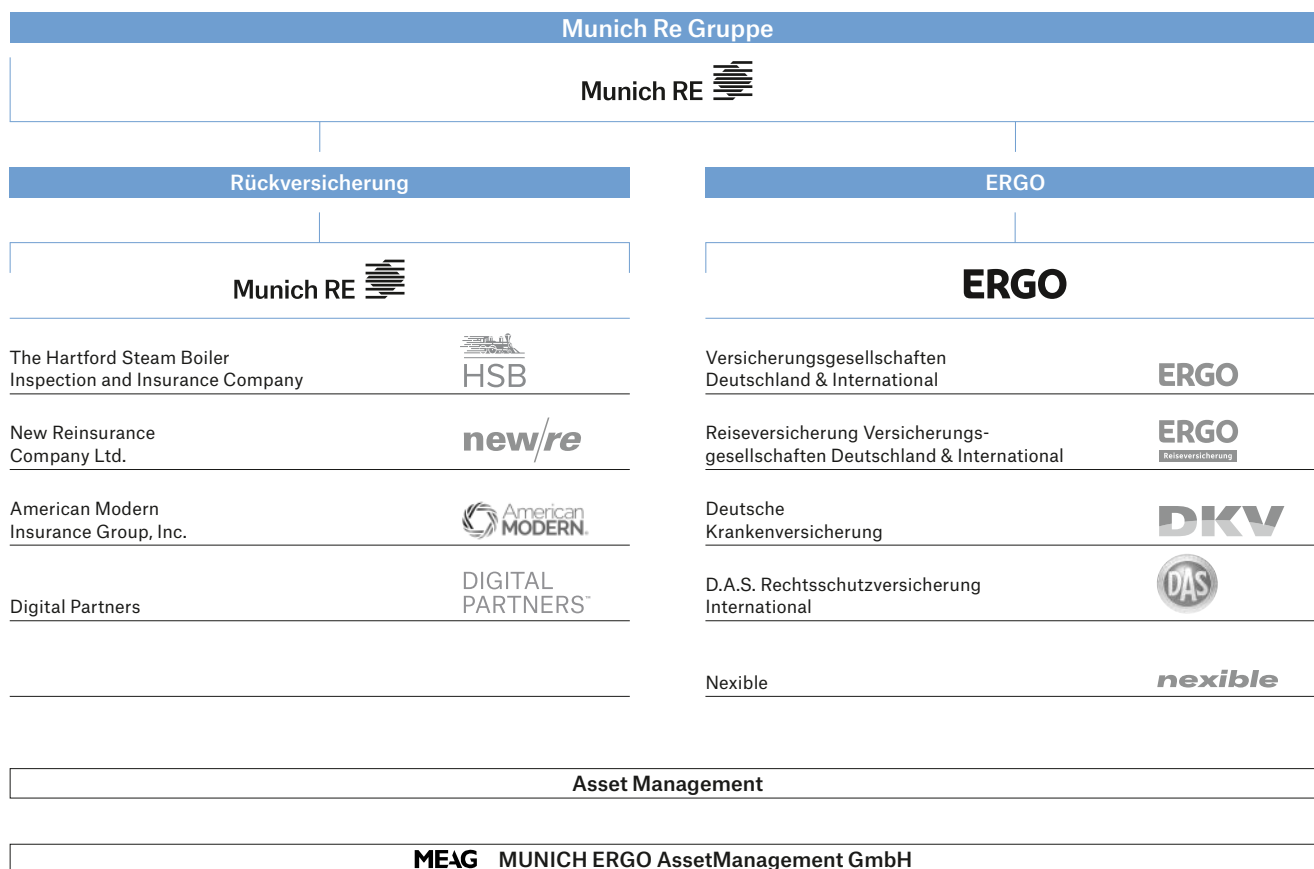 Munich Re Gruppe
Munich RE
Rückversicherung
Munich RE
The Hartford Steam Boiler
Inspection and Insurance Company
HSB
New Reinsurance
Company Ltd.
new/re
American Modern
Insurance Group, Inc.
American
MODERN®
Digital Partners
DIGITAL
PARTNERS™
ERGO
ERGO
Versicherungsgesellschaften
Deutschland & International
ERGO
Reiseversicherung Versicherungs-
gesellschaften Deutschland & International
ERGO
Reiseversicherung
Deutsche
Krankenversicherung
DKV
D.A.S. Rechtsschutzversicherung
International
DAS
Nexible
nexible
Asset Management
MEAG MUNICH ERGO AssetManagement GmbH